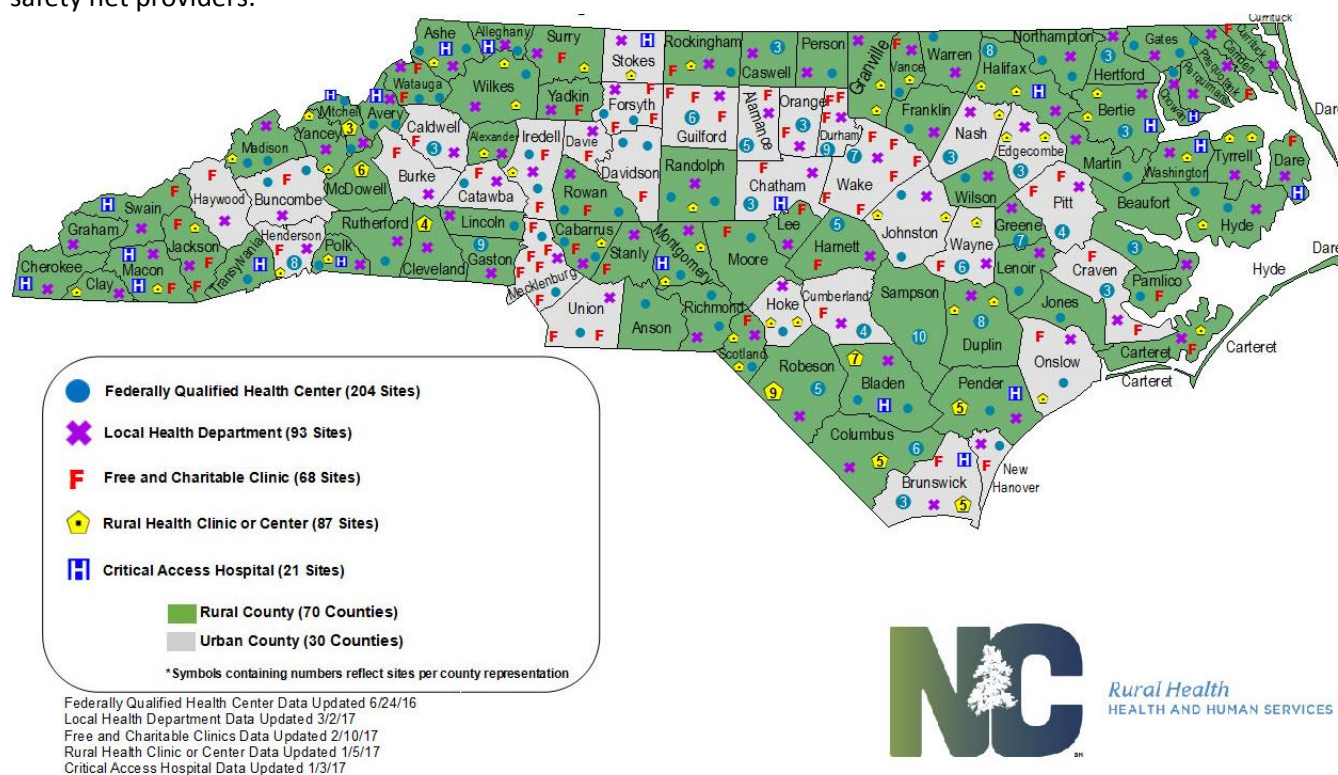 safety net providers.
Currituck
Ashe
Alleghany
Surry
Stokes
Rockingham
Caswell
Person
Granville
Vance
Warren
Northampton
Gates
Halifax
Hertford
Pasquotank
Camden
Currituck
Perquimans
Chowan
Watauga
Wilkes
Yadkin
Forsyth
Guilford
Alamance
Orange
Durham
Franklin
Nash
Bertie
Dare
Mitchell
Avery
Yancey
Caldwell
Alexander
Iredell
Davie
Madison
Davidson
Randolph
Chatham
Wake
Edgecombe
Martin
Washington
Tyrrell
Dare
McDowell
Burke
Catawba
Rowan
Haywood
Buncombe
Wilson
Pitt
Beaufort
Swain
Rutherford
Lincoln
Johnston
Greene
Hyde
Graham
Jackson
Henderson
Polk
Cleveland
Gaston
Cabarrus
Stanly
Montgomery
Moore
Lee
Harnett
Wayne
Lenoir
Craven
Dare
Cherokee
Macon
Clay
Transylvania
Mecklenburg
Pamlico
Hyde
Union
Anson
Richmond
Hoke
Cumberland
Sampson
Duplin
Jones
Scotland
Onslow
Carteret
Carteret
Carteret
Robeson
Bladen
Pender
Columbus
Brunswick
New
Hanover
Federally Qualified Health Center (204 Sites)
Local Health Department (93 Sites)
F Free and Charitable Clinic (68 Sites)
Rural Health Clinic or Center (87 Sites)
H Critical Access Hospital (21 Sites)
Rural County (70 Counties)
Urban County (30 Counties)
*Symbols containing numbers reflect sites per county representation
Federally Qualified Health Center Data Updated 6/24/16
Local Health Department Data Updated 3/2/17
Free and Charitable Clinics Data Updated 2/10/17
Rural Health Clinic or Center Data Updated 1/5/17
Critical Access Hospital Data Updated 1/3/17
NC
Rural Health
HEALTH AND HUMAN SERVICES